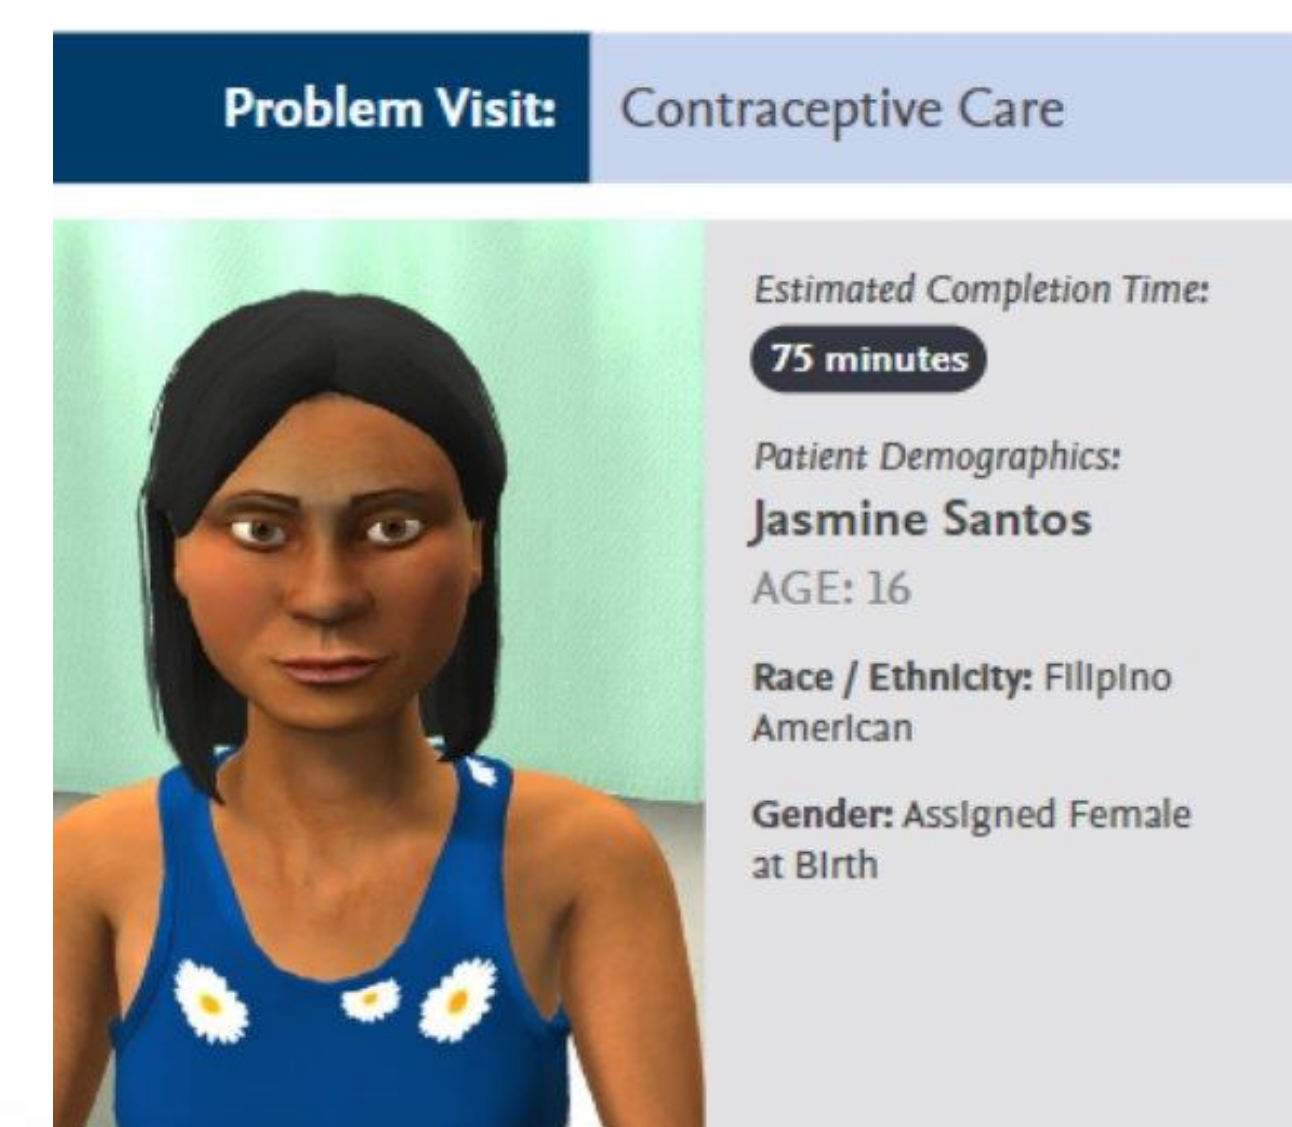 Problem Visit: Contraceptive Care
Estimated Completion Time:
75 minutes
Patient Demographics:
Jasmine Santos
AGE: 16
Race / Ethnicity: Filipino
American
Gender: Assigned Female
at Birth